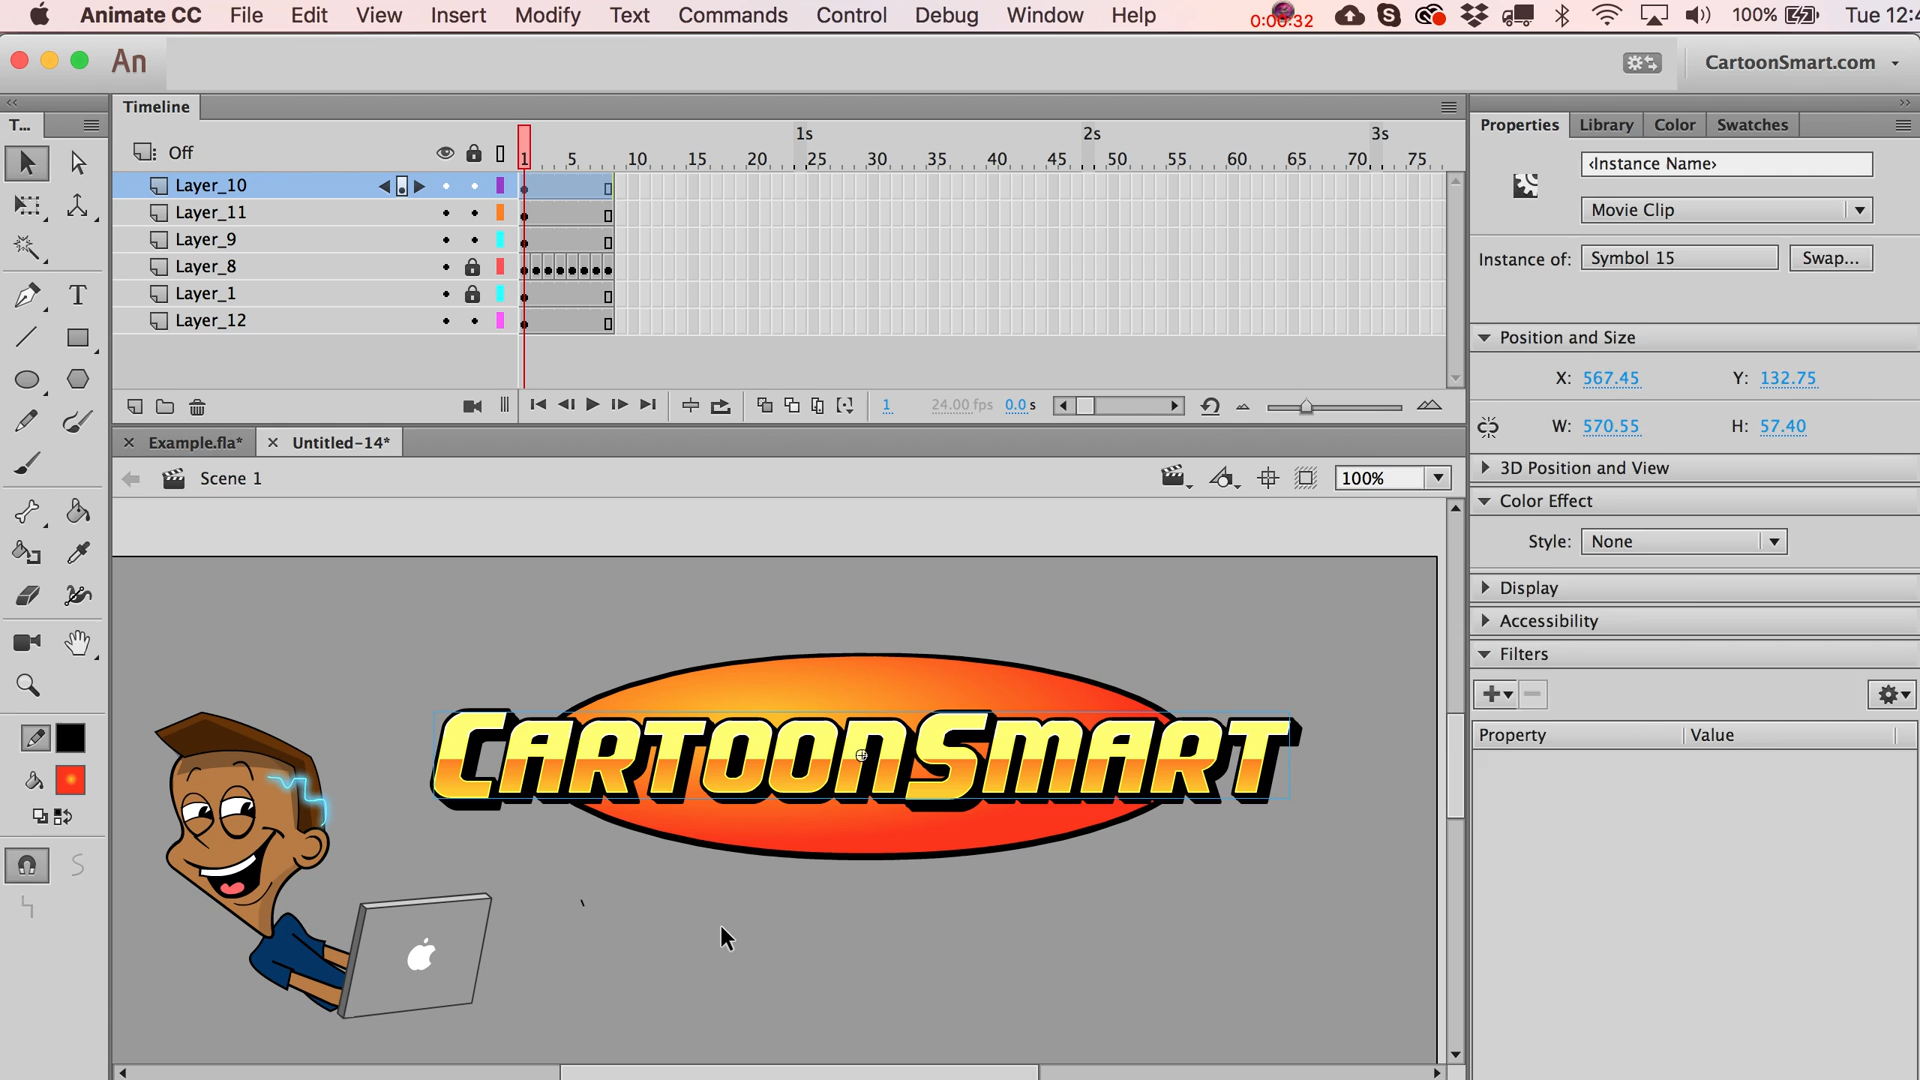 Animate CC File Edit View Insert Modify Text Commands Control Debug Window Help 0:00:32 100% Tue 12:4
An CartoonSmart.com
Timeline
T... Properties Library Color Swatches
1s 2s 3s
Off 1 5 10 15 20 25 30 35 40 45 50 55 60 65 70 75
‹Instance Name›
Layer_10
Layer_11 Movie Clip
Layer_9
Instance of: Symbol 15 Swap...
Layer_8
Layer_1
Layer_12
Position and Size
X: 567.45 Y: 132.75
1 24.00 fps 0.0 s
W: 570.55 H: 57.40
Example.fla* Untitled-14*
3D Position and View
Scene 1 100%
Color Effect
Style: None
Display
Accessibility
Filters
Property Value
CartoonSmart